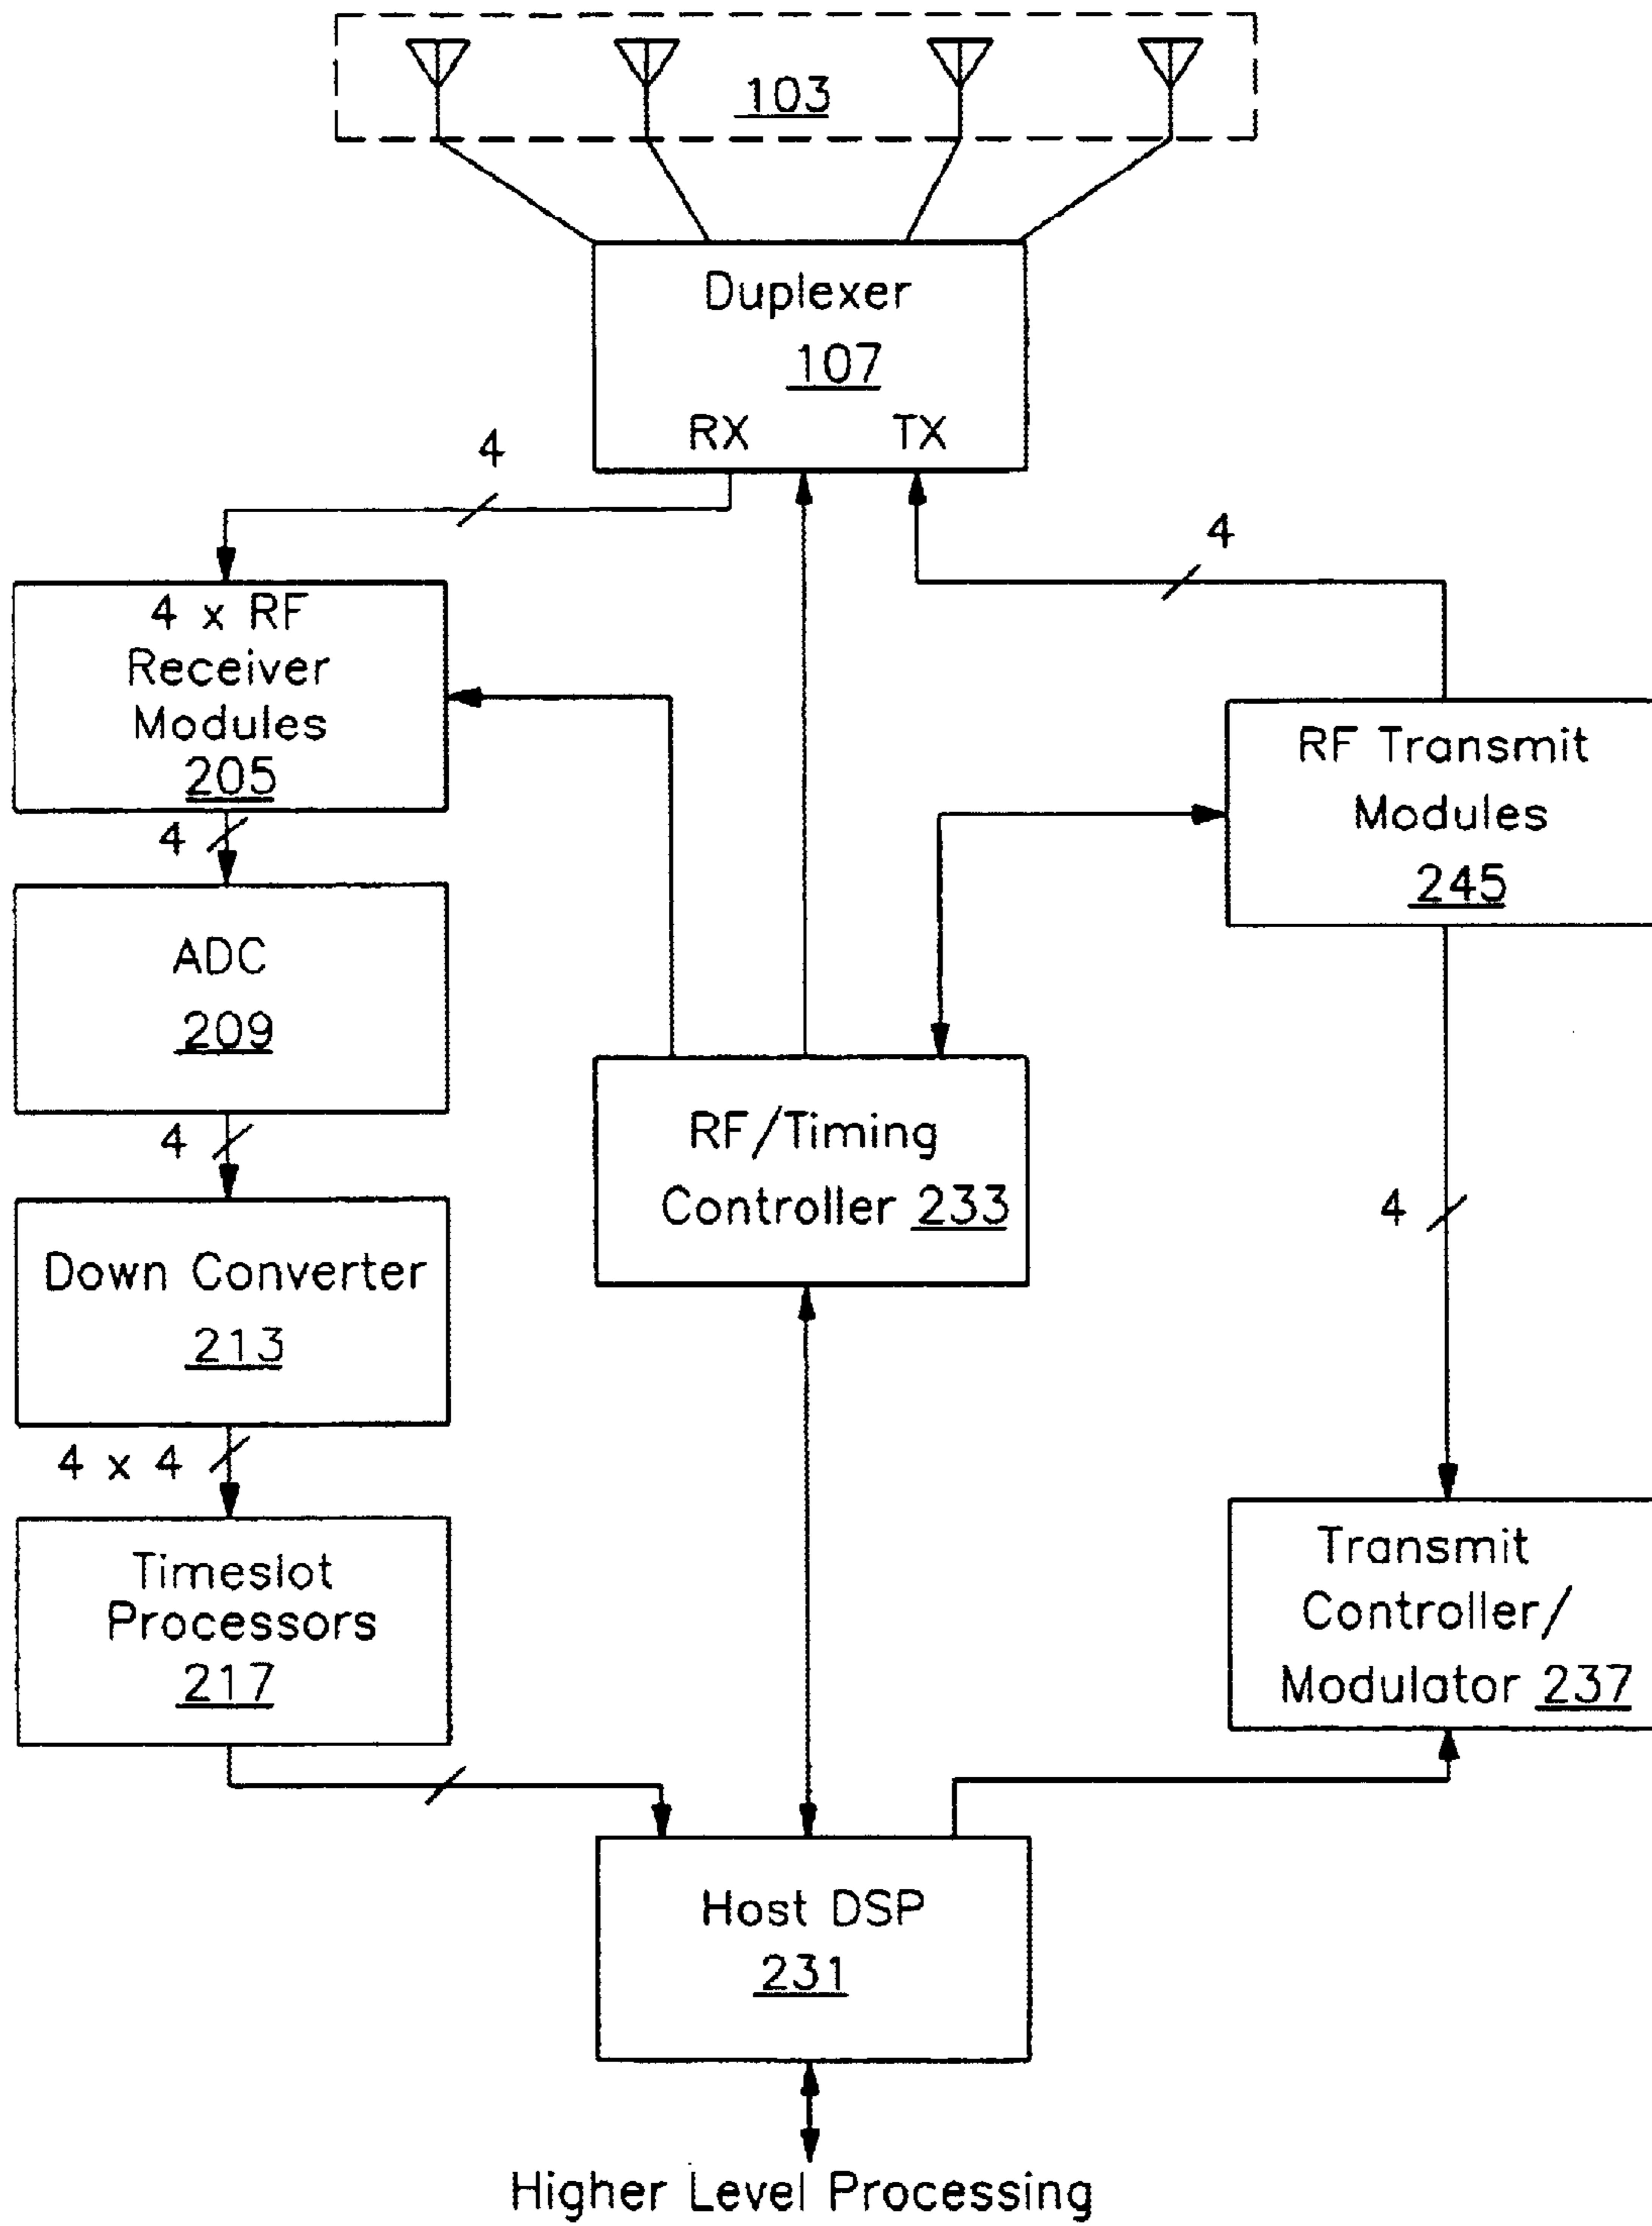 103
Duplexer
107
RX TX
4
4
4 x RF
Receiver
Modules
205
RF Transmit
Modules
245
4
ADC
209
RF/Timing
Controller 233
4
4
Down Converter
213
4 x 4
Timeslot
Processors
217
Transmit
Controller/
Modulator 237
Host DSP
231
Higher Level Processing